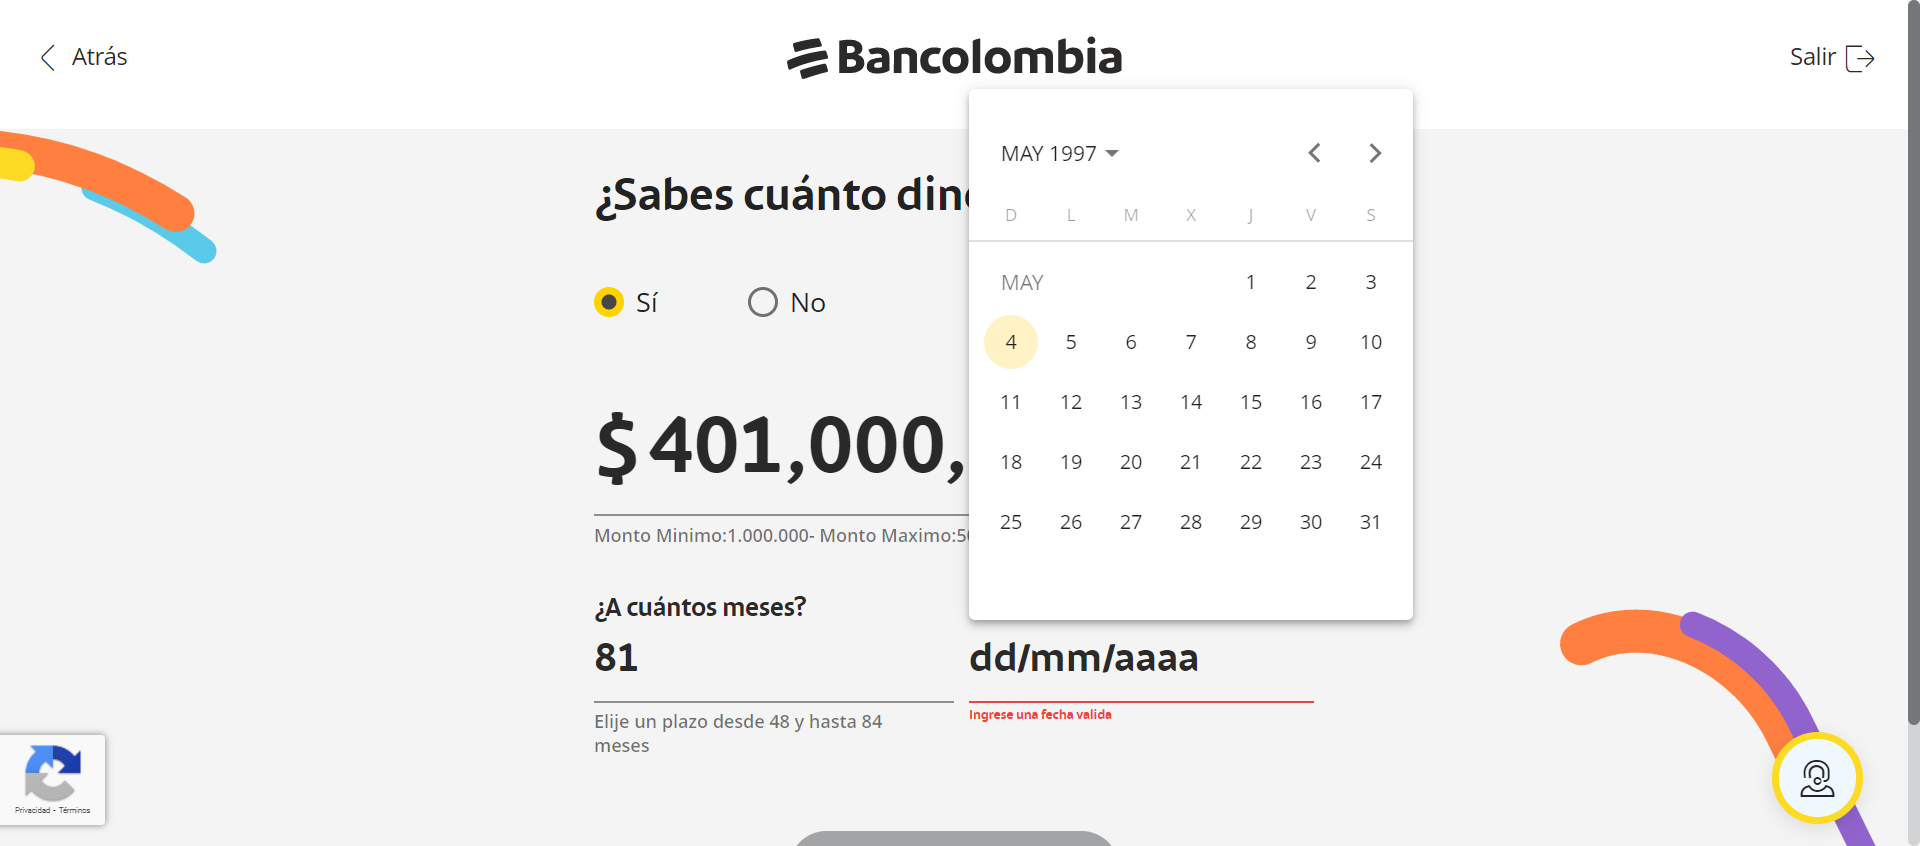 Atrás
Bancolombia
Salir
¿Sabes cuánto din
Sí
No
$ 401,000,
Monto Minimo:1.000.000- Monto Maximo:5
¿A cuántos meses?
81
Elije un plazo desde 48 y hasta 84
meses
MAY 1997
D L M X J V S
MAY 1 2 3
4 5 6 7 8 9 10
11 12 13 14 15 16 17
18 19 20 21 22 23 24
25 26 27 28 29 30 31
dd/mm/aaaa
Ingrese una fecha valida
Privacidad - Términos